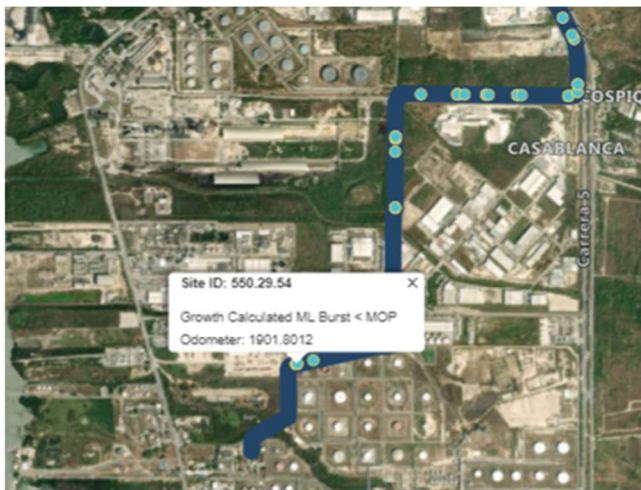 COSPIC
CASABLANCA
Carrera 5
Site ID: 550.29.54
Growth Calculated ML Burst < MOP
Odometer: 1901.8012